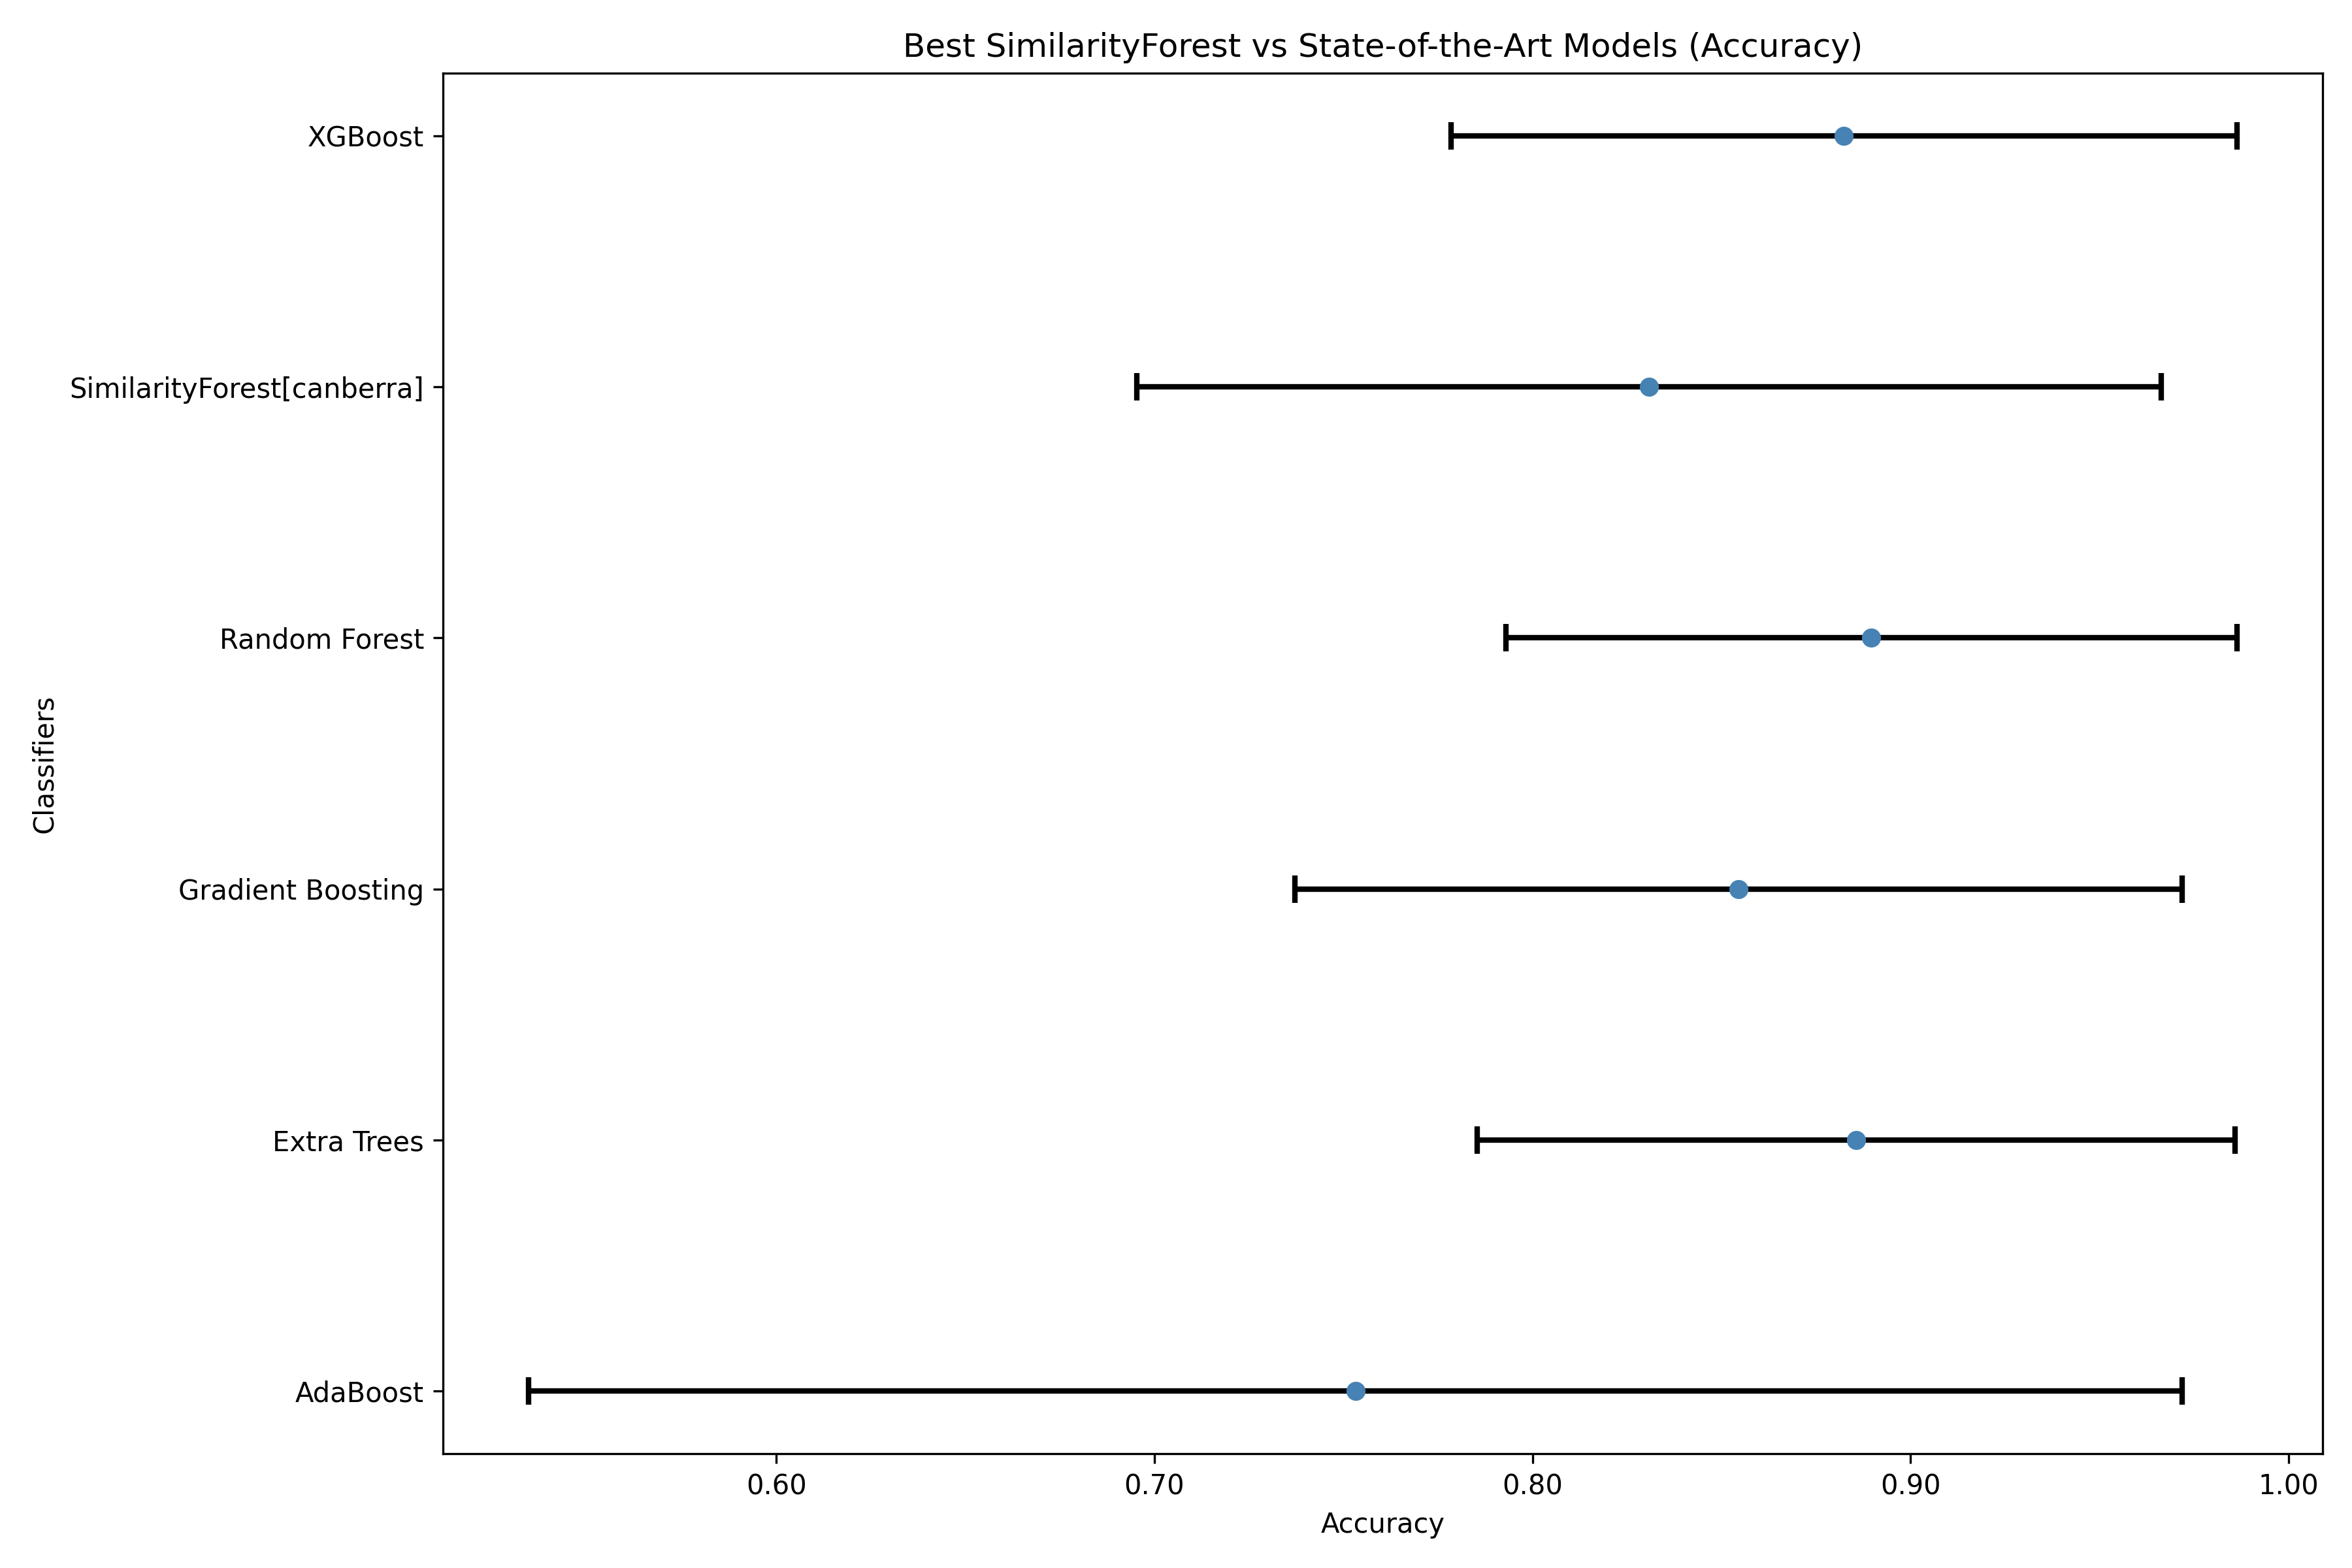 Best SimilarityForest vs State-of-the-Art Models (Accuracy)
XGBoost
SimilarityForest[canberra]
Random Forest
Gradient Boosting
Extra Trees
AdaBoost
Classifiers
0.60 0.70 0.80 0.90 1.00
Accuracy